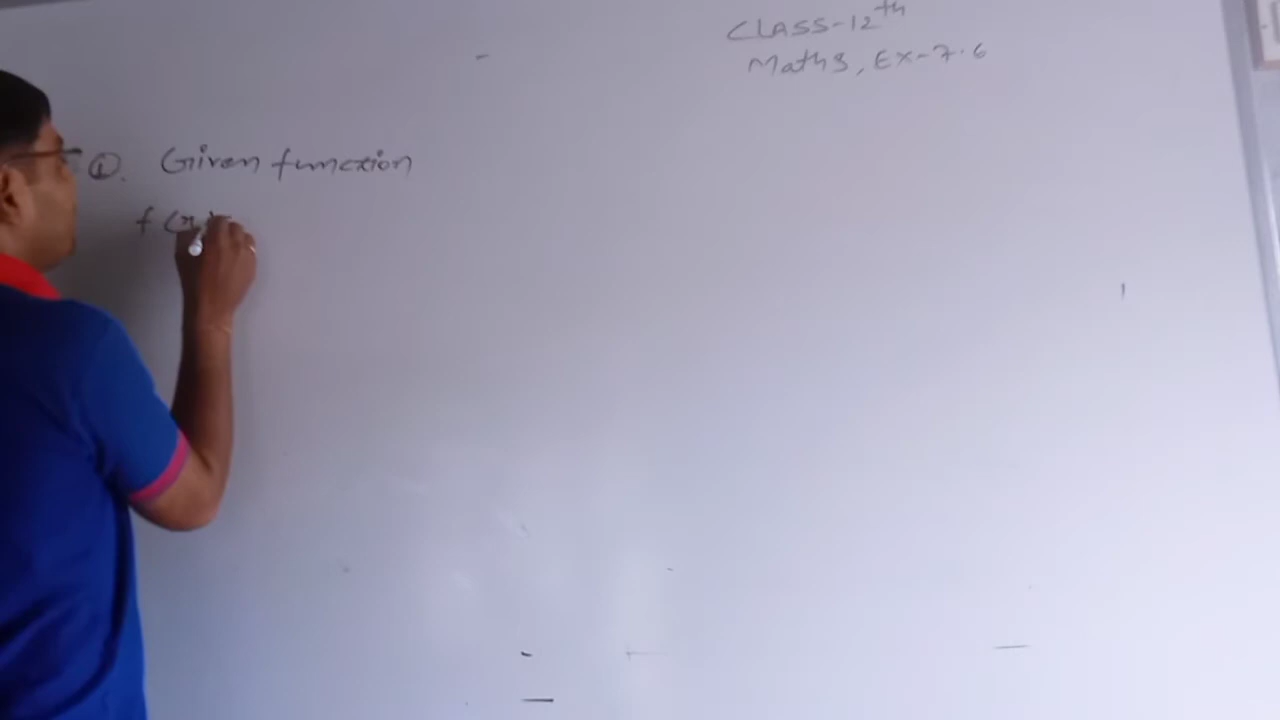 CLASS-12th
Maths, EX-7.6
①. Given function
f(x)